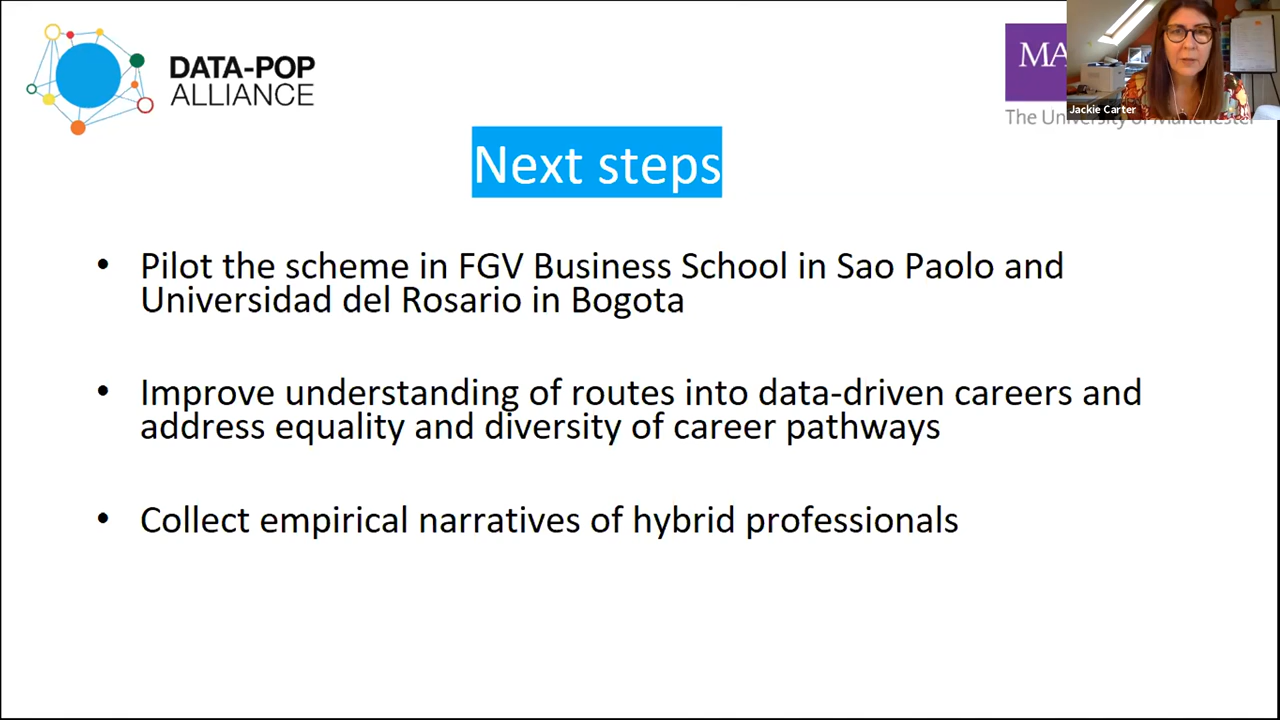 DATA-POP
ALLIANCE
MA
Jackie Carter
The University of Manchester
Next steps
• Pilot the scheme in FGV Business School in Sao Paolo and
Universidad del Rosario in Bogota
• Improve understanding of routes into data-driven careers and
address equality and diversity of career pathways
• Collect empirical narratives of hybrid professionals